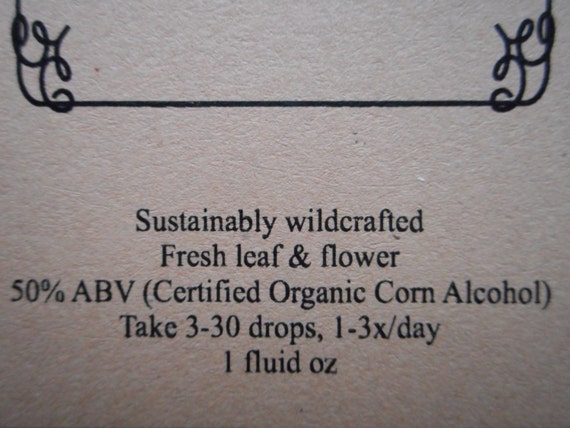 Sustainably wildcrafted
Fresh leaf & flower
50% ABV (Certified Organic Corn Alcohol)
Take 3-30 drops, 1-3x/day
1 fluid oz